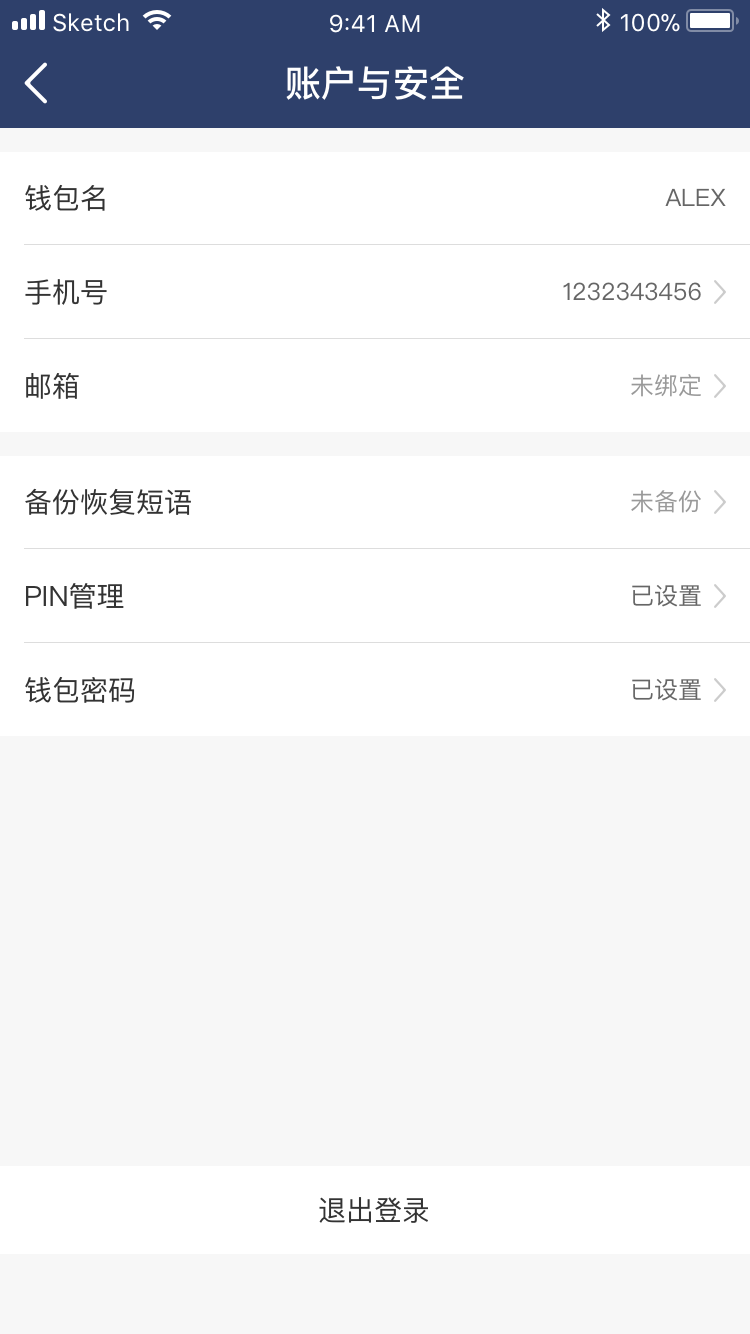 Sketch 9:41 AM 100%
账户与安全
钱包名 ALEX
手机号 1232343456
邮箱 未绑定
备份恢复短语 未备份
PIN管理 已设置
钱包密码 已设置
退出登录